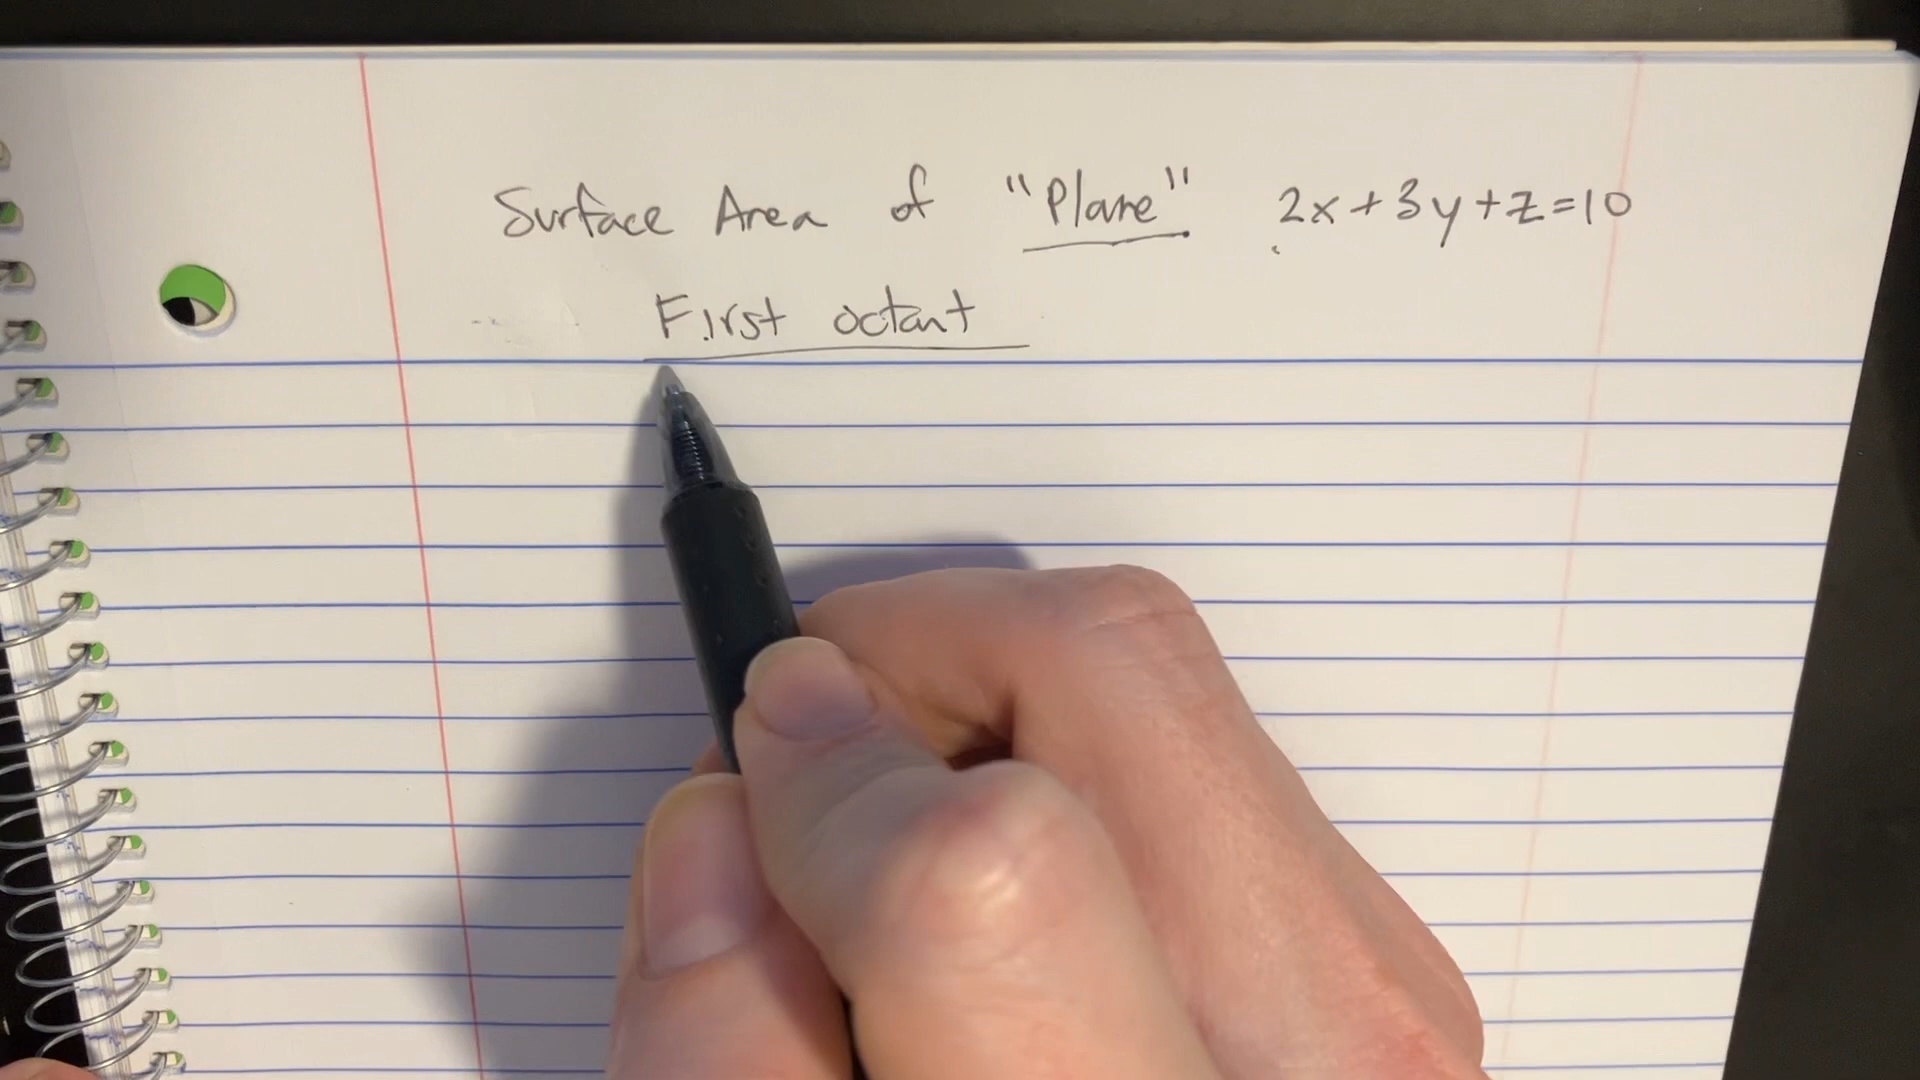 Surface Area of "Plane" 2x+3y+z=10
First octant